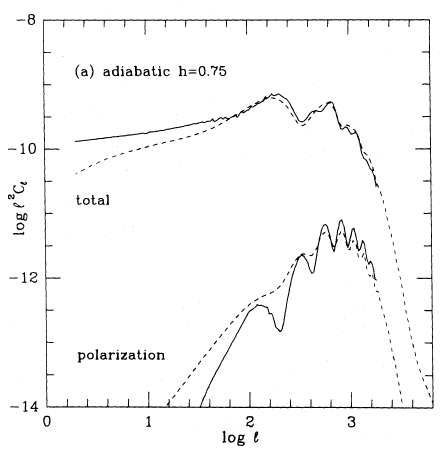 −8
(a) adiabatic h=0.75
−10
log ℓ²Cℓ
total
−12
polarization
−14
0 1 2 3
log ℓ